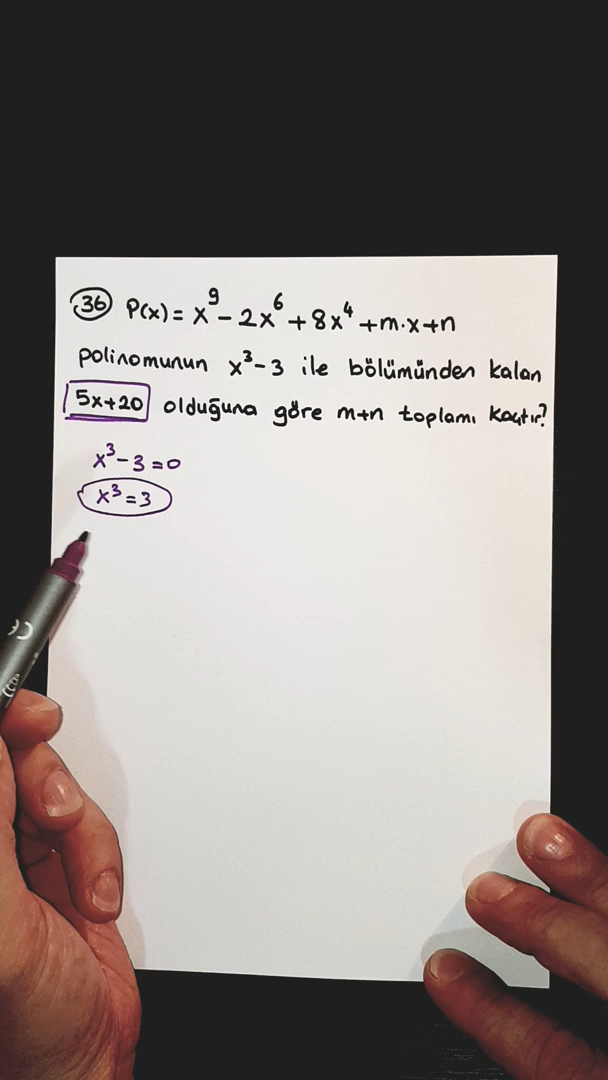 36 P(x) = x⁹ - 2x⁶ + 8x⁴ + m·x + n
polinomunun x³-3 ile bölümünden kalan
5x+20 olduğuna göre m+n toplamı kaçtır?
x³-3=0
x³=3
CE